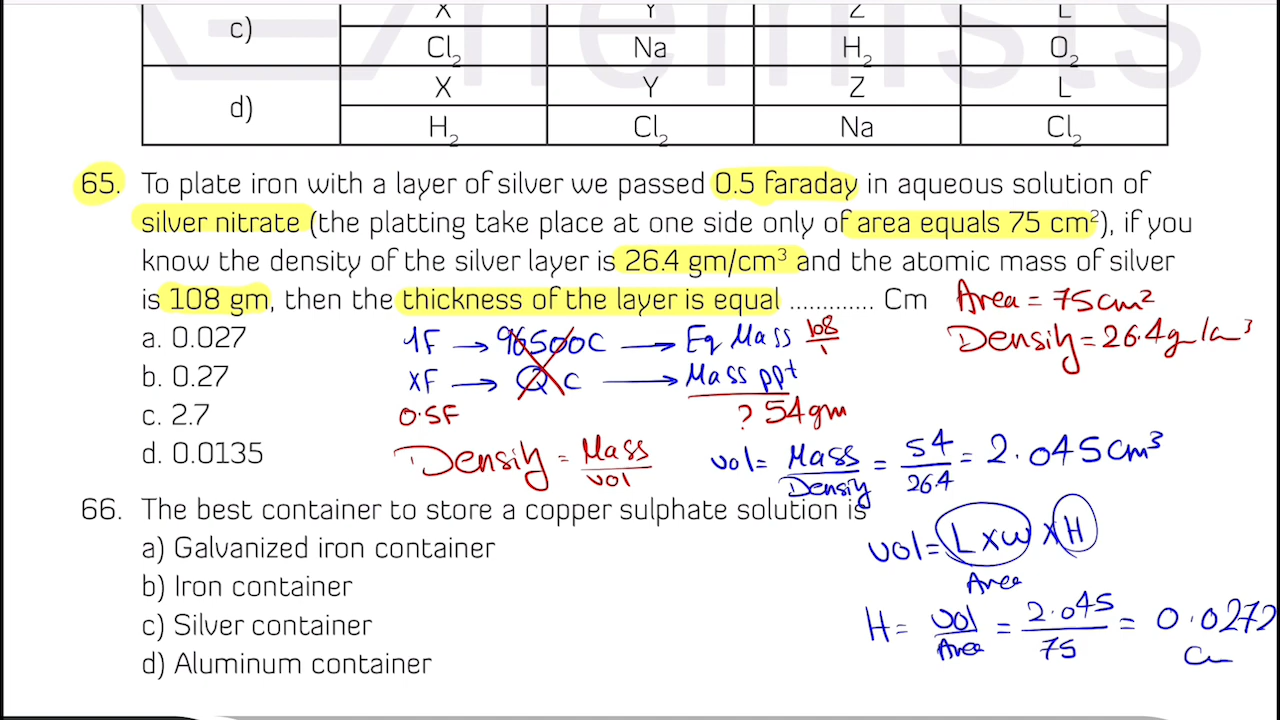 X Y Z L
c)
Cl₂ Na H₂ O₂
X Y Z L
d)
H₂ Cl₂ Na Cl₂
65. To plate iron with a layer of silver we passed 0.5 faraday in aqueous solution of
silver nitrate (the platting take place at one side only of area equals 75 cm²), if you
know the density of the silver layer is 26.4 gm/cm³ and the atomic mass of silver
is 108 gm, then the thickness of the layer is equal ............. Cm
Area = 75cm²
Density = 26.4g/cm³
a. 0.027
b. 0.27
c. 2.7
d. 0.0135
1F → 96500C → Eq Mass 108/1
xF → Q C → Mass ppt
0.5F ? 54gm
Density = Mass/vol
vol = Mass/Density = 54/26.4 = 2.045cm³
66. The best container to store a copper sulphate solution is
a) Galvanized iron container
b) Iron container
c) Silver container
d) Aluminum container
vol = L x w x H
Area
H = vol/Area = 2.045/75 = 0.0272
cm